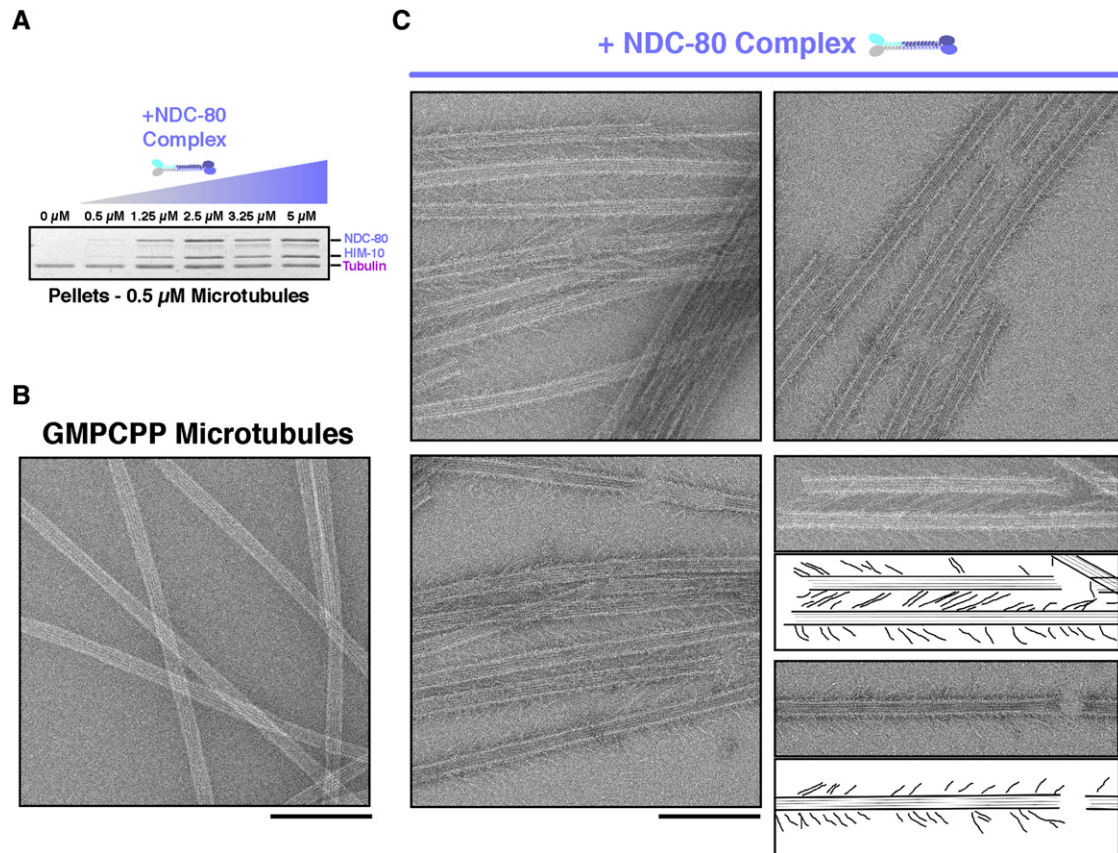 A
+NDC-80
Complex
0 µM 0.5 µM 1.25 µM 2.5 µM 3.25 µM 5 µM
NDC-80
HIM-10
Tubulin
Pellets - 0.5 µM Microtubules
B
GMPCPP Microtubules
C
+ NDC-80 Complex